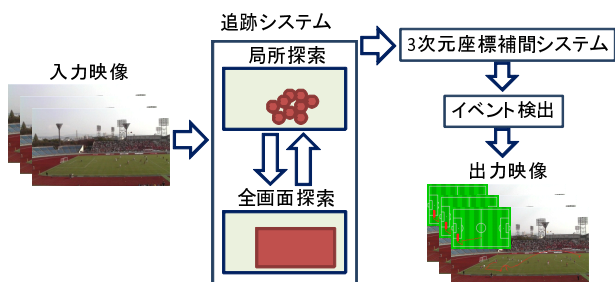 追跡システム
入力映像
局所探索
全画面探索
3次元座標補間システム
イベント検出
出力映像